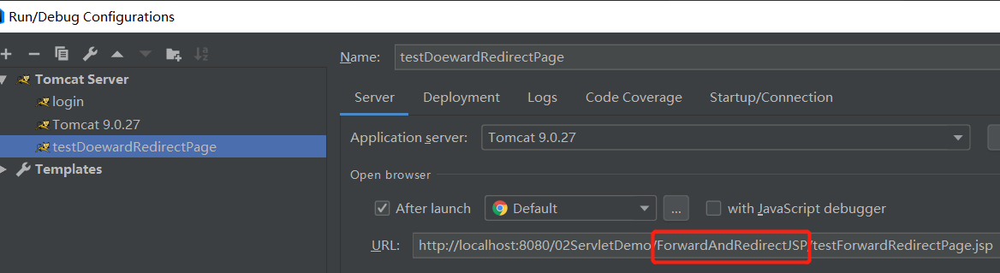 Run/Debug Configurations
Name: testDoewardRedirectPage
Tomcat Server
login
Tomcat 9.0.27
testDoewardRedirectPage
Templates
Server Deployment Logs Code Coverage Startup/Connection
Application server: Tomcat 9.0.27
Open browser
After launch Default ... with JavaScript debugger
URL: http://localhost:8080/02ServletDemo/ForwardAndRedirectJSP/testForwardRedirectPage.jsp